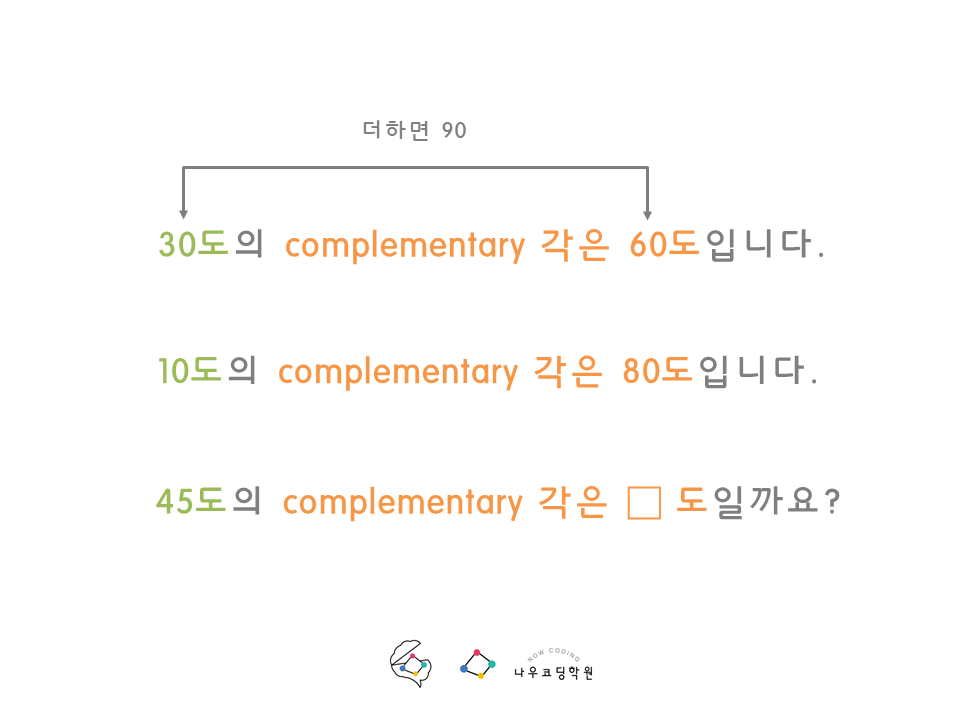 더하면 90
30도의 complementary 각은 60도입니다.
10도의 complementary 각은 80도입니다.
45도의 complementary 각은 □ 도일까요?
NOW CODING
나우코딩학원